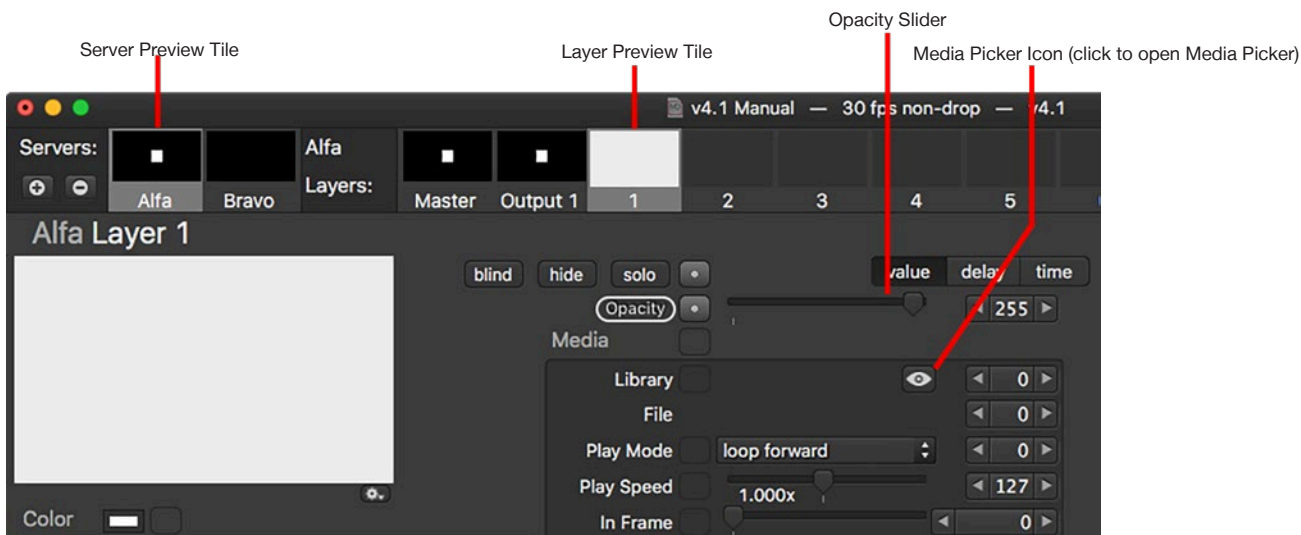 Opacity Slider
Server Preview Tile
Layer Preview Tile
Media Picker Icon (click to open Media Picker)
v4.1 Manual — 30 fps non-drop — v4.1
Servers:
Alfa
Bravo
Alfa
Layers:
Master
Output 1
1
2
3
4
5
Alfa Layer 1
blind
hide
solo
value
delay
time
Opacity
255
Media
Library
0
File
0
Play Mode
loop forward
0
Play Speed
1.000x
127
In Frame
0
Color